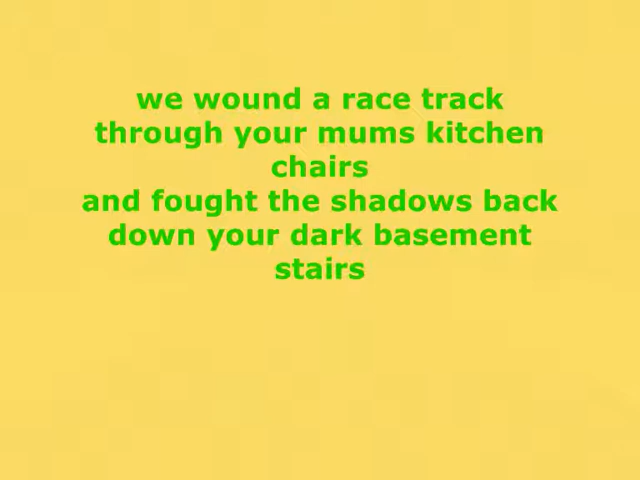 we wound a race track
through your mums kitchen
chairs
and fought the shadows back
down your dark basement
stairs